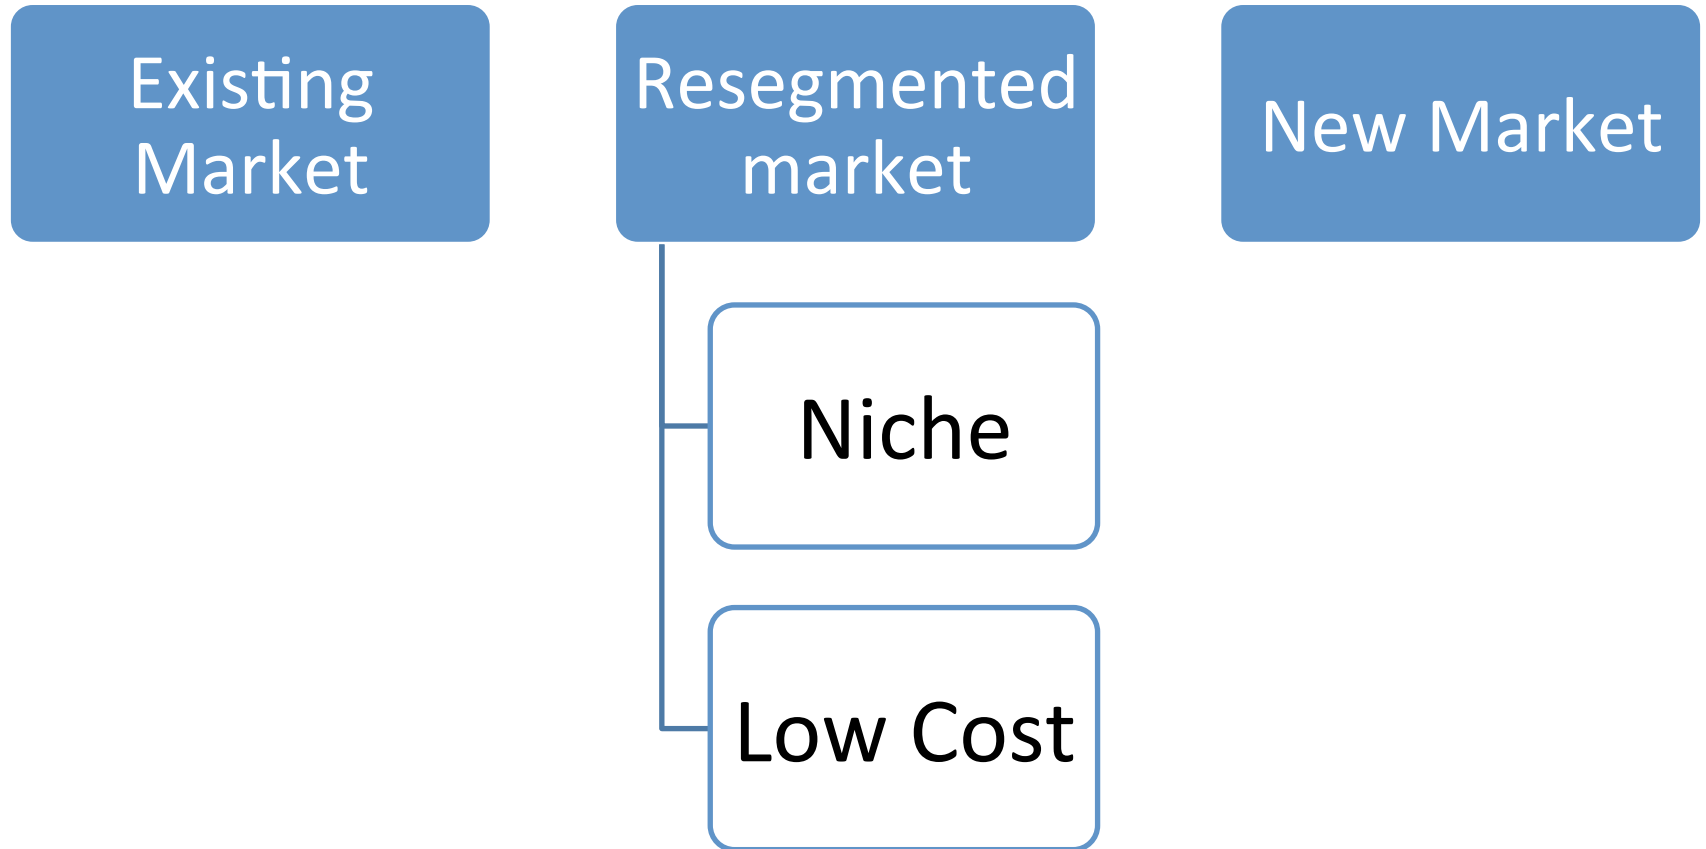 Existing
Market
Resegmented
market
New Market
Niche
Low Cost